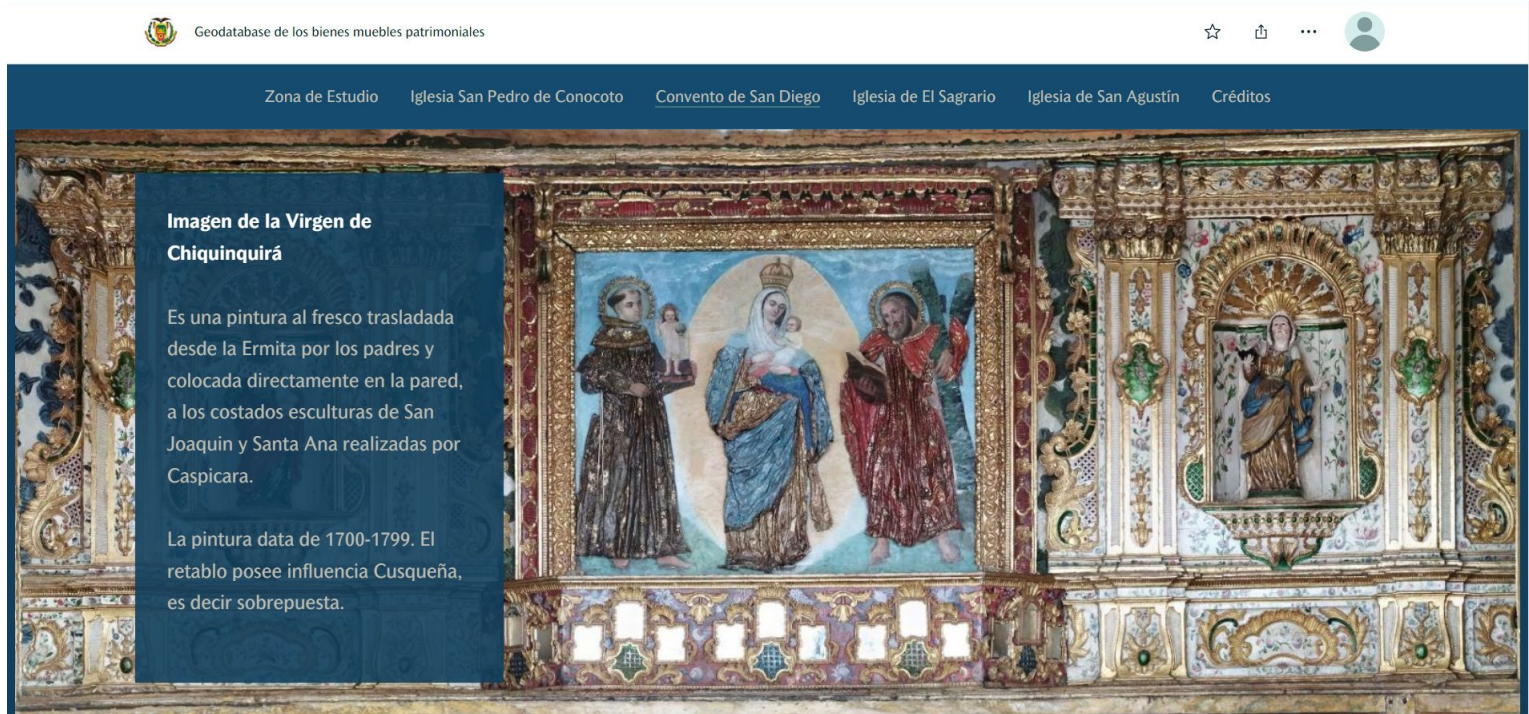 Geodatabase de los bienes muebles patrimoniales
Zona de Estudio Iglesia San Pedro de Conocoto Convento de San Diego Iglesia de El Sagrario Iglesia de San Agustín Créditos
Imagen de la Virgen de
Chiquinquirá
Es una pintura al fresco trasladada
desde la Ermita por los padres y
colocada directamente en la pared,
a los costados esculturas de San
Joaquin y Santa Ana realizadas por
Caspicara.
La pintura data de 1700-1799. El
retablo posee influencia Cusqueña,
es decir sobrepuesta.